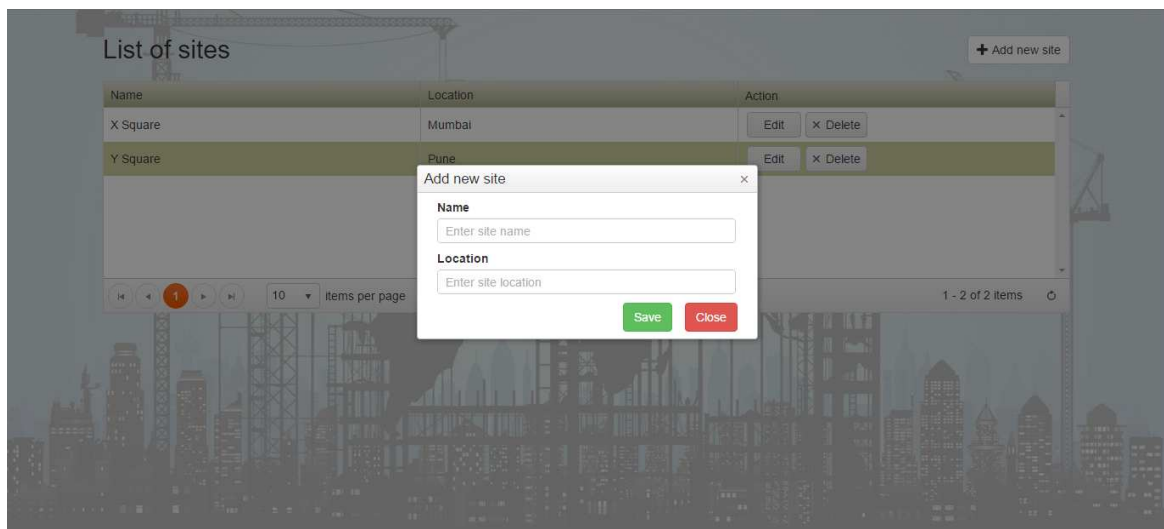 List of sites
+ Add new site
Name Location Action
X Square Mumbai Edit × Delete
Y Square Pune Edit × Delete
Add new site ×
Name
Enter site name
Location
Enter site location
1 10 items per page 1 - 2 of 2 items
Save Close